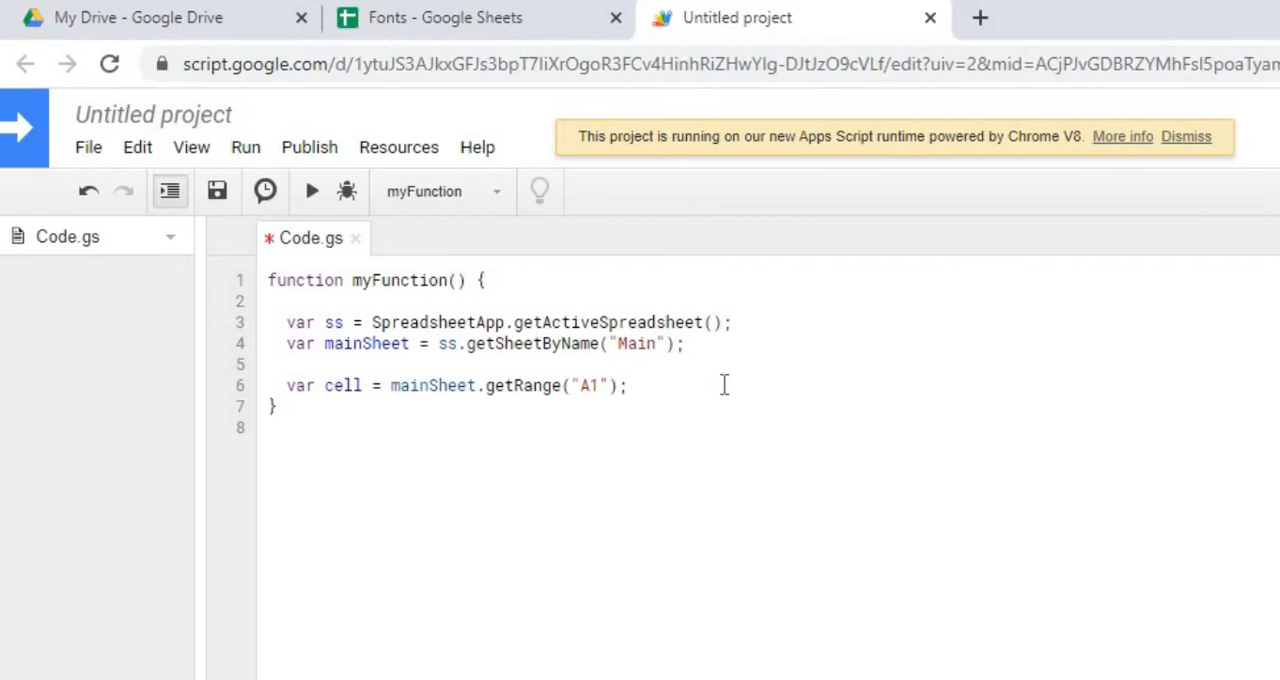 My Drive - Google Drive
Fonts - Google Sheets
Untitled project
script.google.com/d/1ytuJS3AJkxGFJs3bpT7IiXrOgoR3FCv4HinhRiZHwYIg-DJtJzO9cVLf/edit?uiv=2&mid=ACjPJvGDBRZYMhFsl5poaTyam
Untitled project
This project is running on our new Apps Script runtime powered by Chrome V8. More info Dismiss
File Edit View Run Publish Resources Help
myFunction
Code.gs
* Code.gs
1 function myFunction() {
2
3 var ss = SpreadsheetApp.getActiveSpreadsheet();
4 var mainSheet = ss.getSheetByName("Main");
5
6 var cell = mainSheet.getRange("A1");
7 }
8